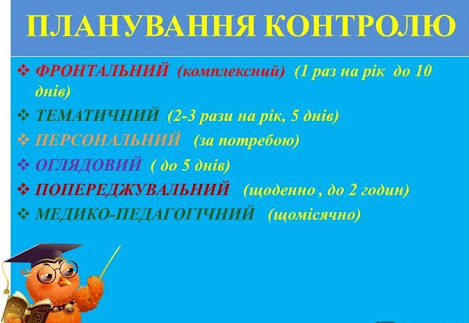 ПЛАНУВАННЯ КОНТРОЛЮ
ФРОНТАЛЬНИЙ (комплексний) (1 раз на рік до 10
днів)
ТЕМАТИЧНИЙ (2-3 рази на рік, 5 днів)
ПЕРСОНАЛЬНИЙ (за потребою)
ОГЛЯДОВИЙ ( до 5 днів)
ПОПЕРЕДЖУВАЛЬНИЙ (щоденно , до 2 годин)
МЕДИКО-ПЕДАГОГІЧНИЙ (щомісячно)